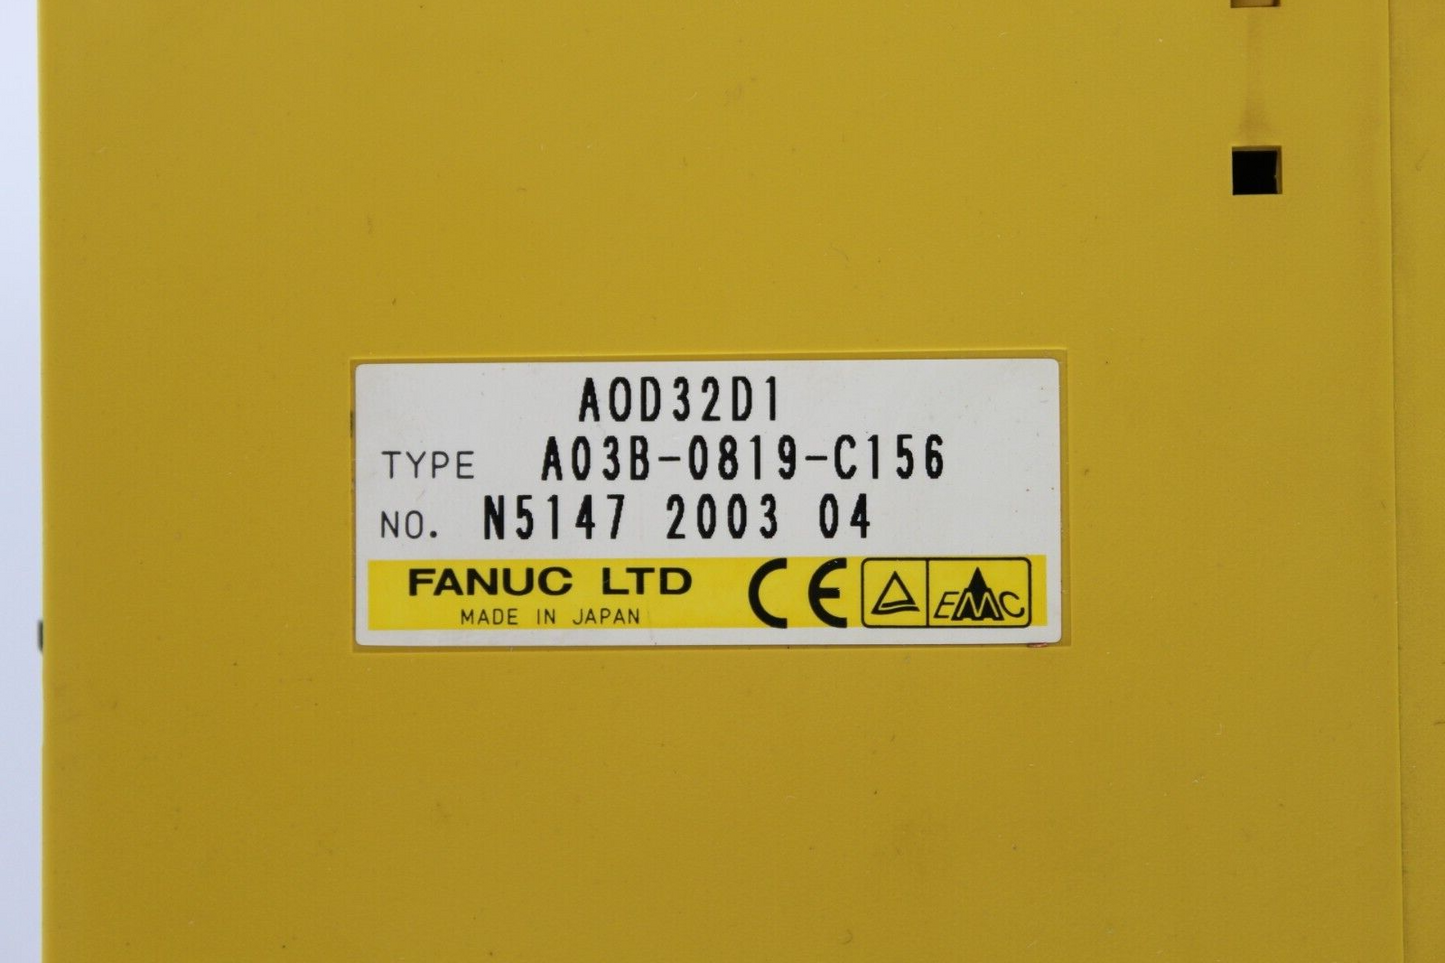 AOD32D1
TYPE A03B-0819-C156
NO. N5147 2003 04
FANUC LTD
MADE IN JAPAN
CE
EMC